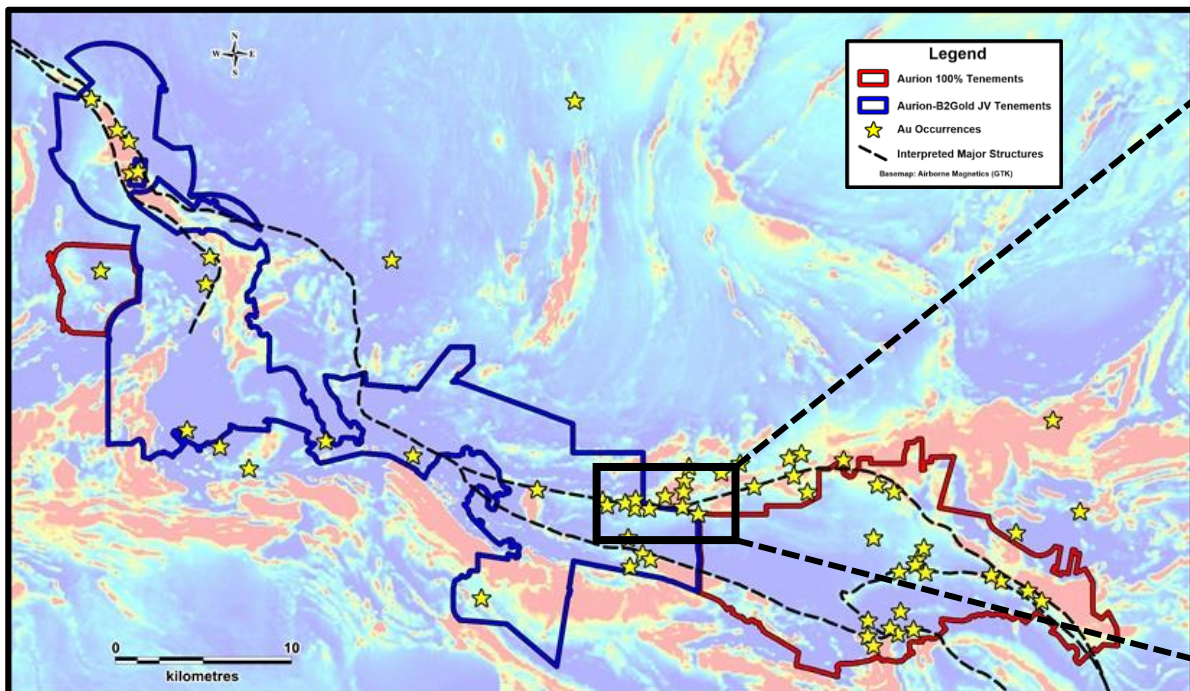 N
W E
S
Legend
Aurion 100% Tenements
Aurion-B2Gold JV Tenements
Au Occurrences
Interpreted Major Structures
Basemap: Airborne Magnetics (GTK)
0 10
kilometres